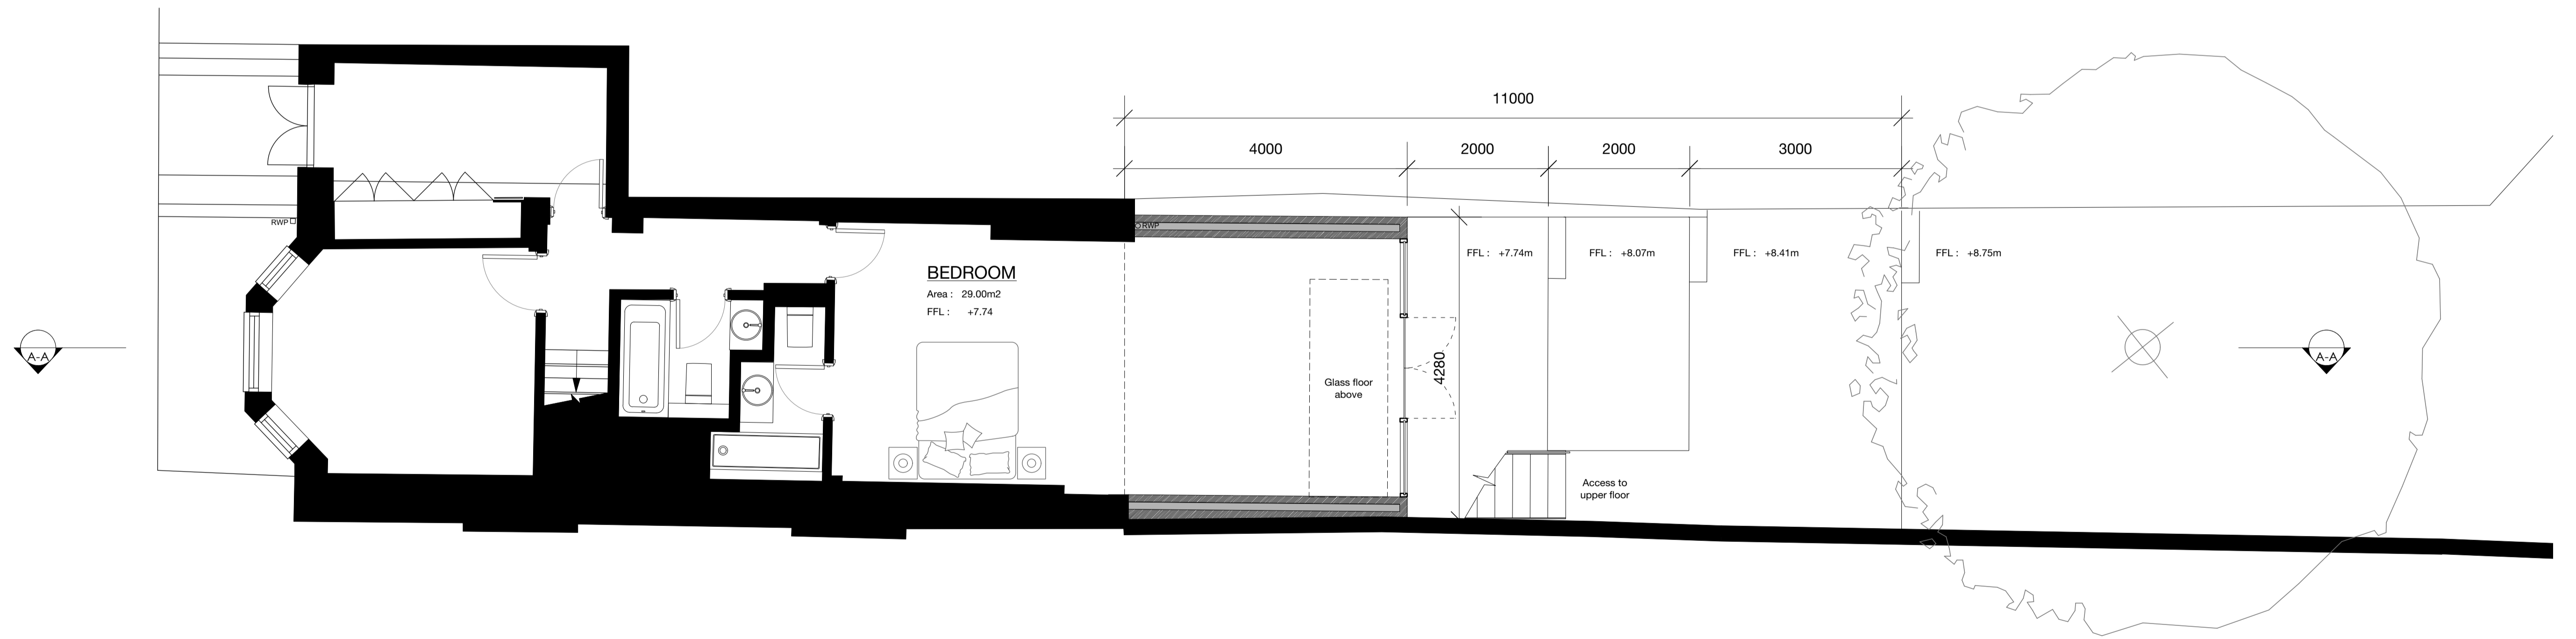 11000
4000
2000
2000
3000
RWP
RWP
FFL : +7.74m
FFL : +8.07m
FFL : +8.41m
FFL : +8.75m
BEDROOM
Area : 29.00m2
FFL : +7.74
A-A
A-A
4280
Glass floor
above
Access to
upper floor